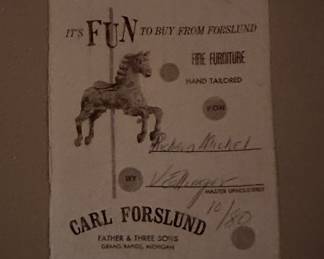 IT'S FUN TO BUY FROM FORSLUND
FINE FURNITURE
HAND TAILORED
FOR
BY
MASTER UPHOLSTERER
10/80
CARL FORSLUND
FATHER & THREE SONS
GRAND RAPIDS, MICHIGAN